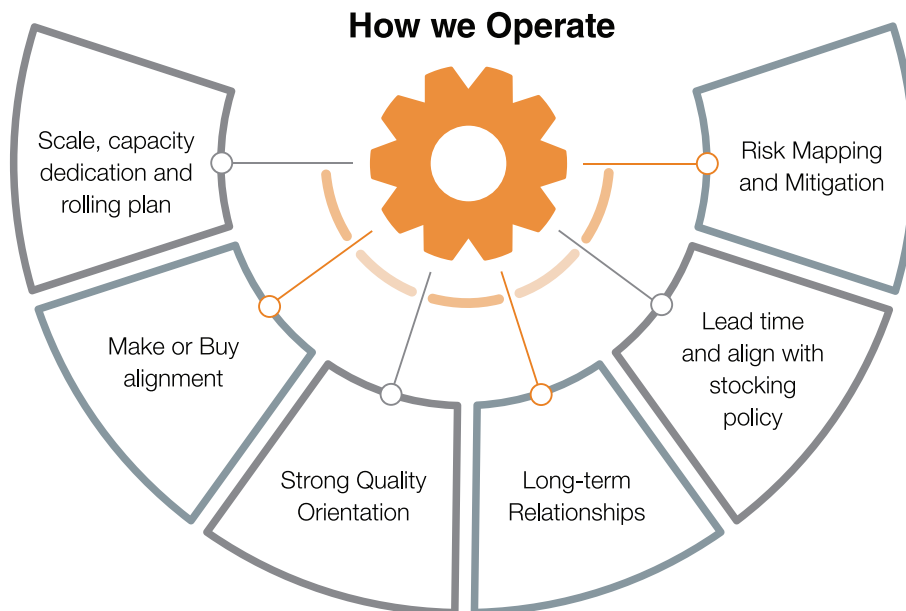 How we Operate
Scale, capacity
dedication and
rolling plan
Make or Buy
alignment
Strong Quality
Orientation
Long-term
Relationships
Lead time
and align with
stocking
policy
Risk Mapping
and Mitigation